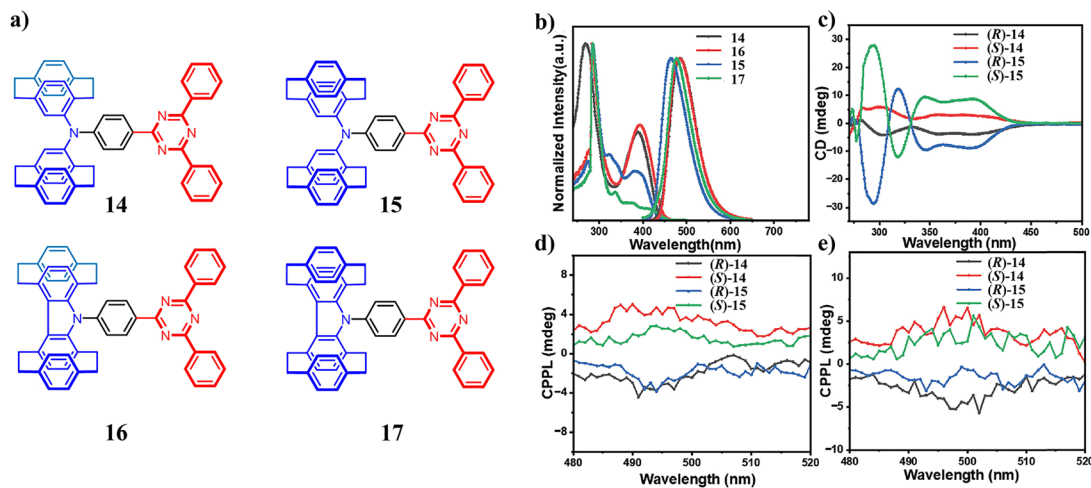 a)
N
N
N
N
14
N
N
N
N
15
N
N
N
N
16
N
N
N
N
17
b)
Normalized Intensity(a.u.)
14
16
15
17
300
400
500
600
700
Wavelength(nm)
c)
CD (mdeg)
30
20
10
0
−10
−20
−30
(R)-14
(S)-14
(R)-15
(S)-15
300
350
400
450
500
Wavelength (nm)
d)
CPPL (mdeg)
8
4
0
−4
−8
(R)-14
(S)-14
(R)-15
(S)-15
480
490
500
510
520
Wavelength (nm)
e)
CPPL (mdeg)
10
5
0
−5
−10
(R)-14
(S)-14
(R)-15
(S)-15
480
490
500
510
520
Wavelength (nm)